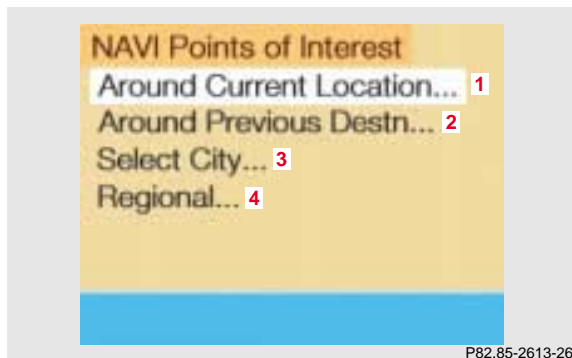 NAVI Points of Interest
Around Current Location... 1
Around Previous Destn... 2
Select City... 3
Regional... 4
P82.85-2613-26